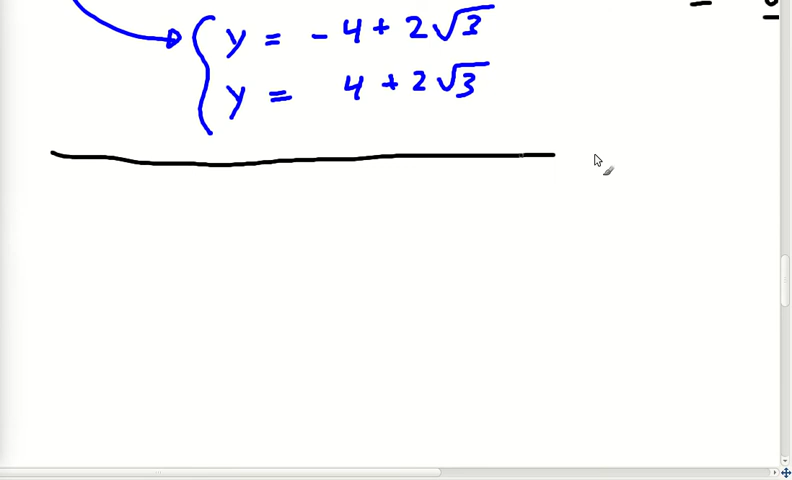 y = - 4 + 2√3
y = 4 + 2√3